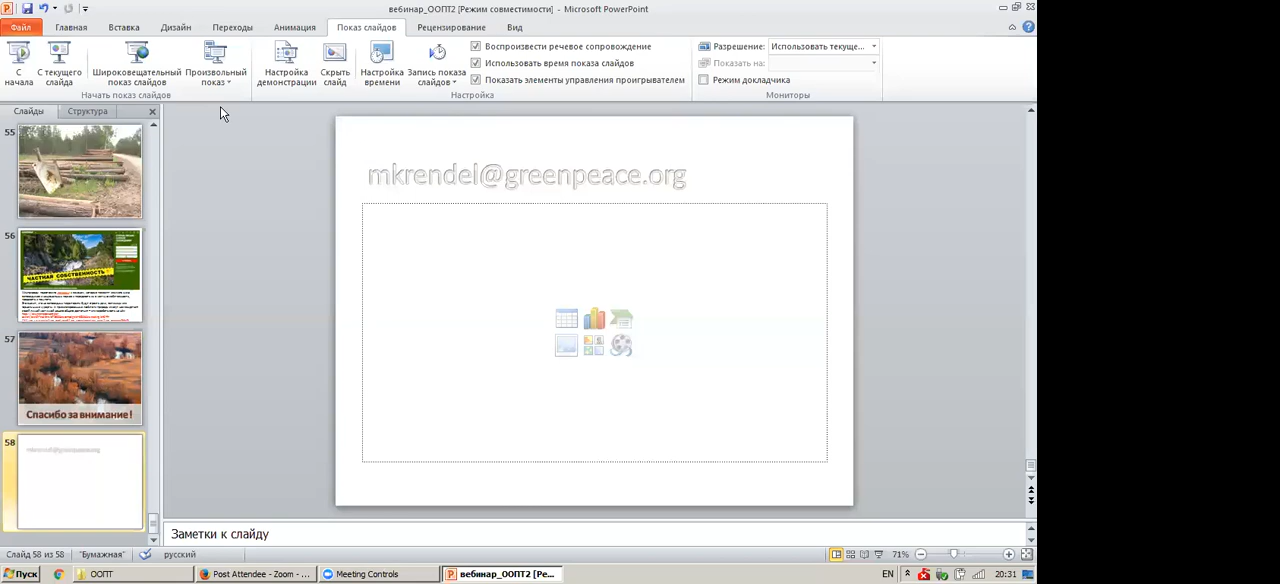 вебинар_ООПТ2 [Режим совместимости] - Microsoft PowerPoint
Файл Главная Вставка Дизайн Переходы Анимация Показ слайдов Рецензирование Вид
С начала
С текущего слайда
Широковещательный показ слайдов
Произвольный показ
Начать показ слайдов
Настройка демонстрации
Скрыть слайд
Настройка времени
Запись показа слайдов
Воспроизвести речевое сопровождение
Использовать время показа слайдов
Показать элементы управления проигрывателем
Настройка
Разрешение: Использовать текуще...
Показать на:
Режим докладчика
Мониторы
Слайды Структура
55
56
ЧАСТНАЯ СОБСТВЕННОСТЬ
57
Спасибо за внимание!
58
mkrendel@greenpeace.org
mkrendel@greenpeace.org
Заметки к слайду
Слайд 58 из 58 "Бумажная" русский 71%
Пуск ООПТ Post Attendee - Zoom - ... Meeting Controls вебинар_ООПТ2 [Ре... EN 20:31